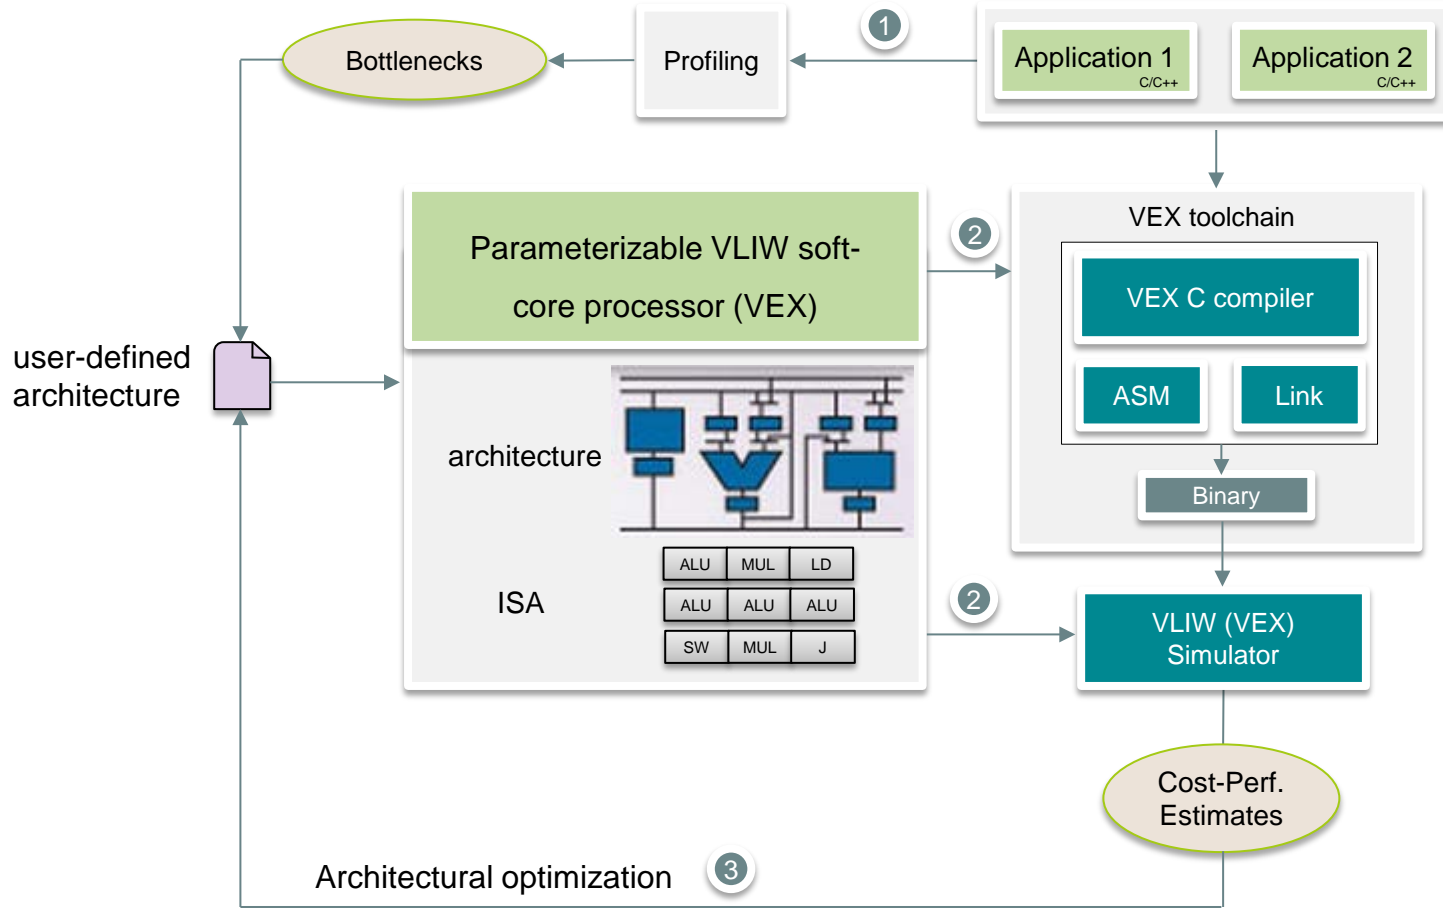 1
Bottlenecks
Profiling
Application 1
C/C++
Application 2
C/C++
VEX toolchain
2
Parameterizable VLIW soft-
core processor (VEX)
VEX C compiler
user-defined
architecture
ASM
Link
architecture
Binary
ALU MUL LD
ISA
ALU ALU ALU
2
SW MUL J
VLIW (VEX)
Simulator
Cost-Perf.
Estimates
Architectural optimization
3